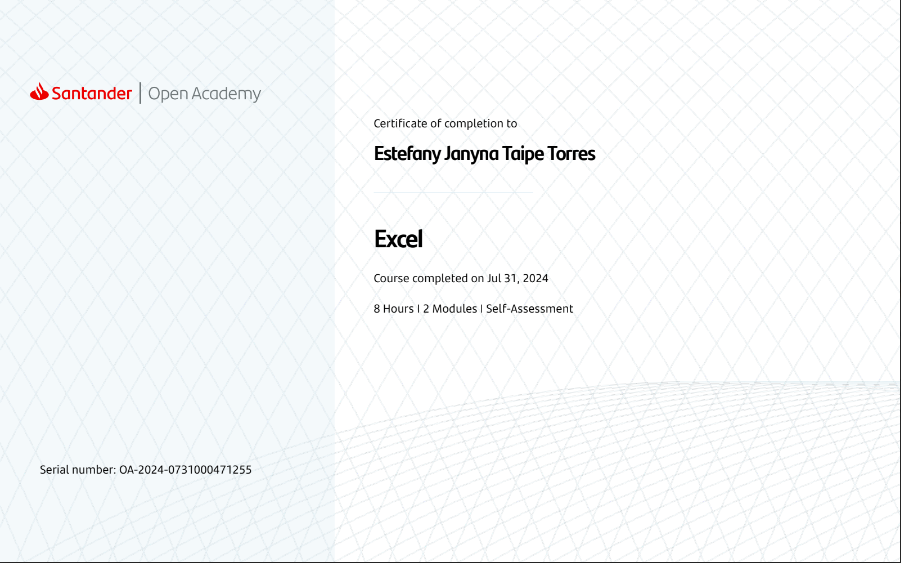 Santander | Open Academy
Certificate of completion to
Estefany Janyna Taipe Torres
Excel
Course completed on Jul 31, 2024
8 Hours I 2 Modules I Self-Assessment
Serial number: OA-2024-0731000471255